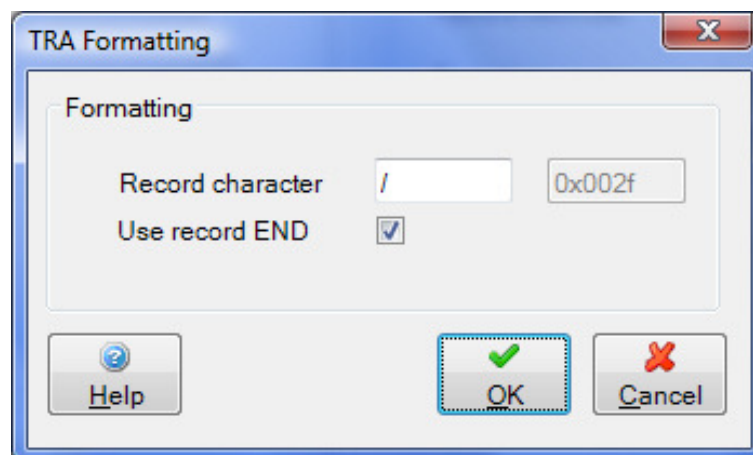 TRA Formatting
Formatting
Record character / 0x002f
Use record END
Help OK Cancel